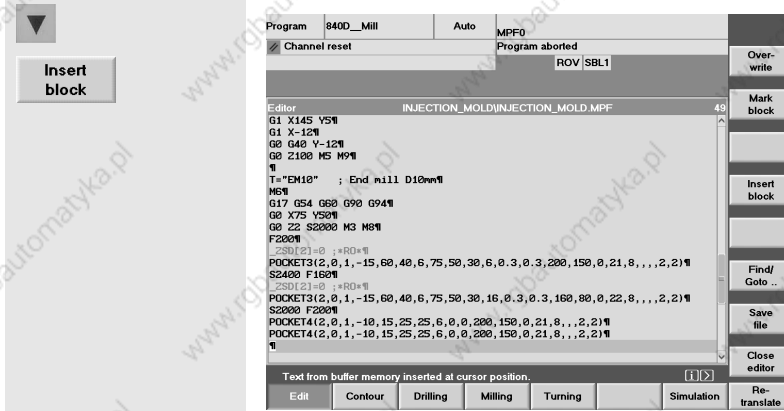 Insert
block
Program 840D__Mill Auto MPF0
Channel reset Program aborted
ROV SBL1
Editor INJECTION_MOLD\INJECTION_MOLD.MPF 49
G1 X145 Y5¶
G1 X-12¶
G0 G40 Y-12¶
G0 Z100 M5 M9¶
¶
T="EM10" ; End mill D10mm¶
M6¶
G17 G54 G60 G90 G94¶
G0 X75 Y50¶
G0 Z2 S2000 M3 M8¶
F200¶
_ZSD[2]=0 ;*RO*¶
POCKET3(2,0,1,-15,60,40,6,75,50,30,6,0.3,0.3,200,150,0,21,8,,,,2,2)¶
S2400 F160¶
_ZSD[2]=0 ;*RO*¶
POCKET3(2,0,1,-15,60,40,6,75,50,30,16,0.3,0.3,160,80,0,22,8,,,,2,2)¶
S2000 F200¶
POCKET4(2,0,1,-10,15,25,25,6,0,0,200,150,0,21,8,,,2,2)¶
POCKET4(2,0,1,-10,15,25,25,6,0,0,200,150,0,21,8,,,2,2)¶
¶
Text from buffer memory inserted at cursor position.
Edit Contour Drilling Milling Turning Simulation
Over-
write
Mark
block
Insert
block
Find/
Goto ..
Save
file
Close
editor
Re-
translate
www.rgbautomatyka.pl